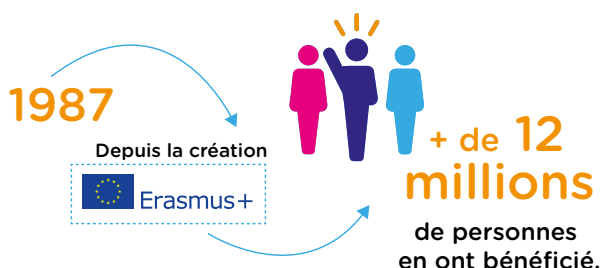 1987
Depuis la création
Erasmus+
+ de 12
millions
de personnes
en ont bénéficié.